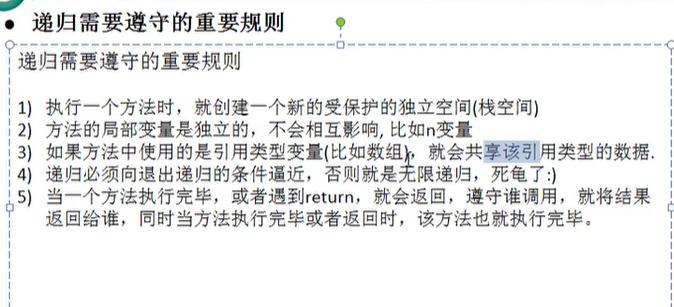 ● 递归需要遵守的重要规则
递归需要遵守的重要规则
1) 执行一个方法时，就创建一个新的受保护的独立空间(栈空间)
2) 方法的局部变量是独立的，不会相互影响, 比如n变量
3) 如果方法中使用的是引用类型变量(比如数组)，就会共享该引用类型的数据.
4) 递归必须向退出递归的条件逼近，否则就是无限递归，死龟了:)
5) 当一个方法执行完毕，或者遇到return，就会返回，遵守谁调用，就将结果
返回给谁，同时当方法执行完毕或者返回时，该方法也就执行完毕。